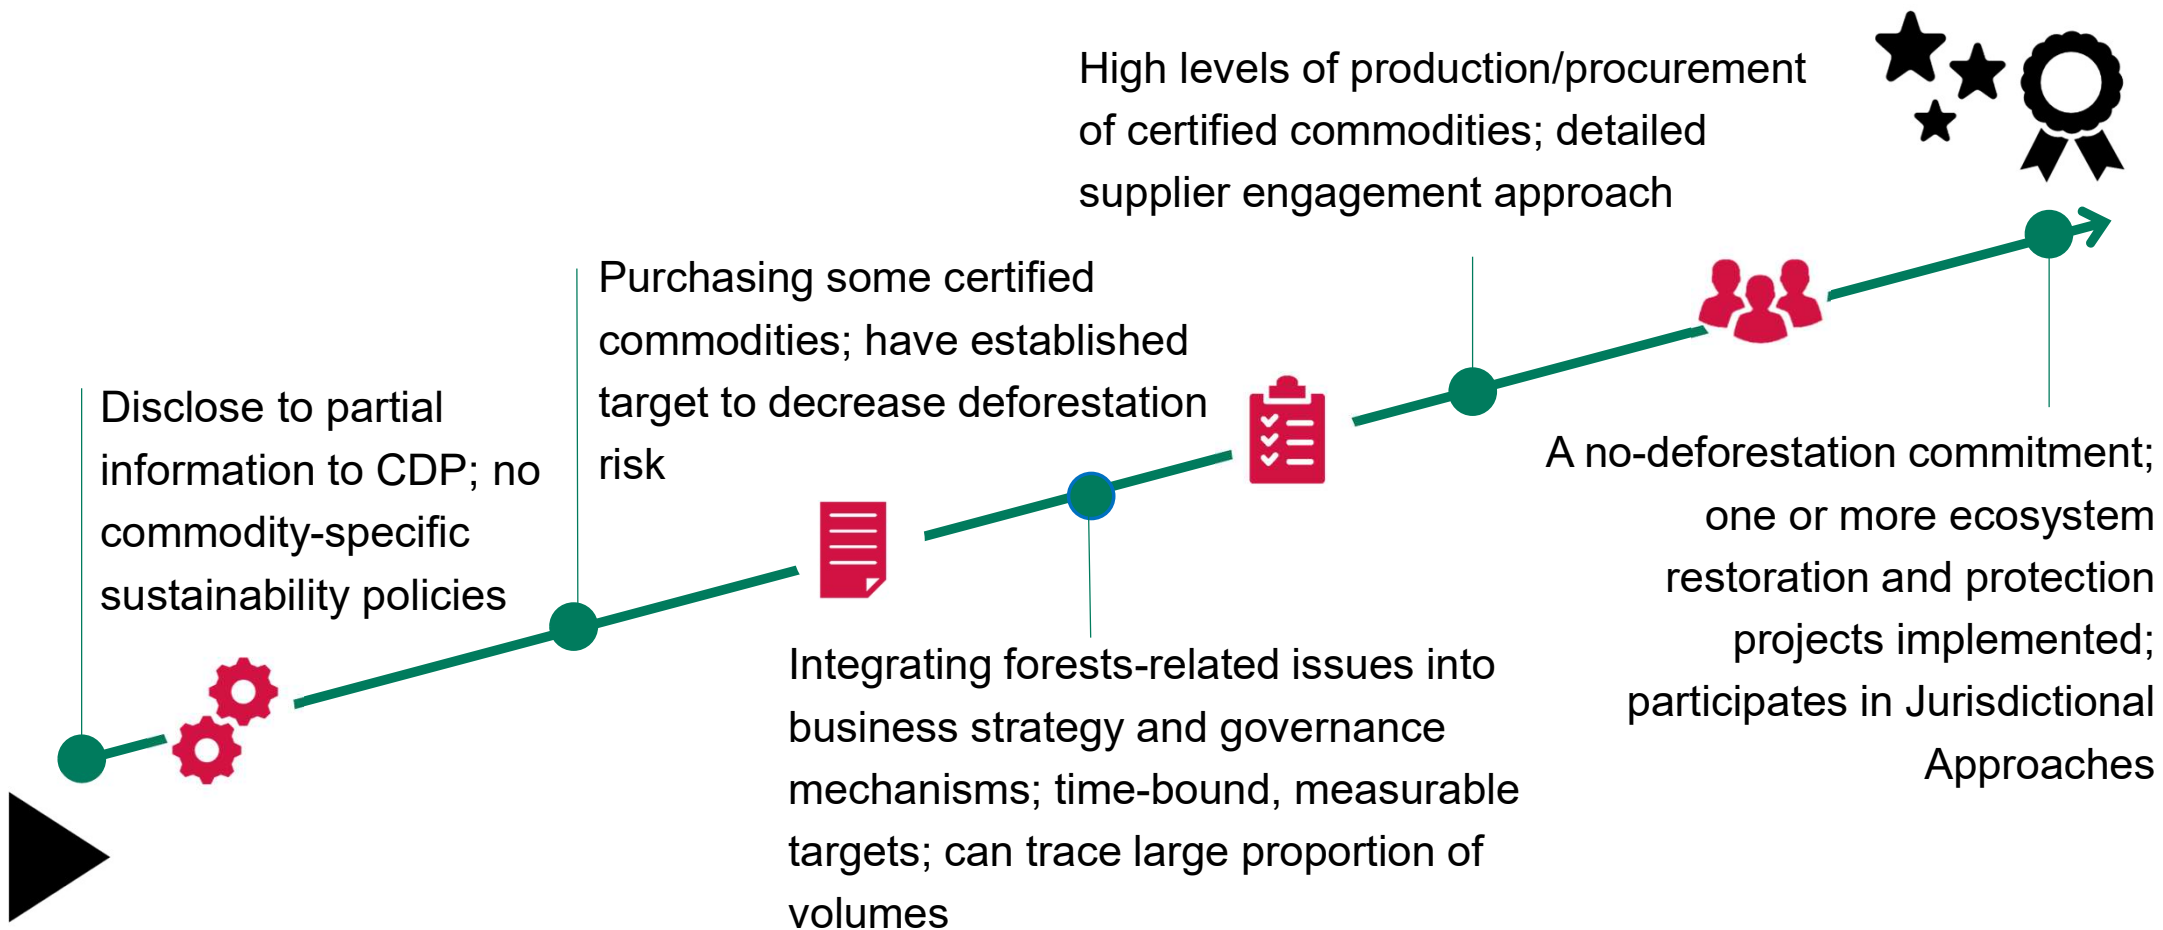 Disclose to partial
information to CDP; no
commodity-specific
sustainability policies
Purchasing some certified
commodities; have established
target to decrease deforestation
risk
Integrating forests-related issues into
business strategy and governance
mechanisms; time-bound, measurable
targets; can trace large proportion of
volumes
High levels of production/procurement
of certified commodities; detailed
supplier engagement approach
A no-deforestation commitment;
one or more ecosystem
restoration and protection
projects implemented;
participates in Jurisdictional
Approaches